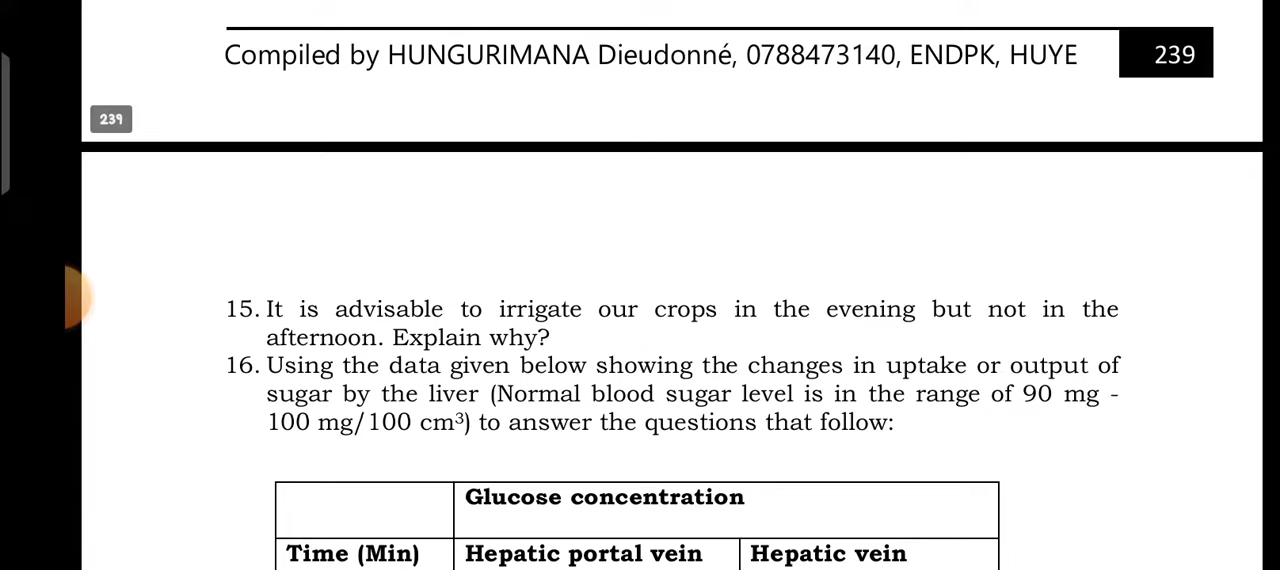 Compiled by HUNGURIMANA Dieudonné, 0788473140, ENDPK, HUYE 239
239
15. It is advisable to irrigate our crops in the evening but not in the
afternoon. Explain why?
16. Using the data given below showing the changes in uptake or output of
sugar by the liver (Normal blood sugar level is in the range of 90 mg -
100 mg/100 cm³) to answer the questions that follow:
Glucose concentration
Time (Min) Hepatic portal vein Hepatic vein